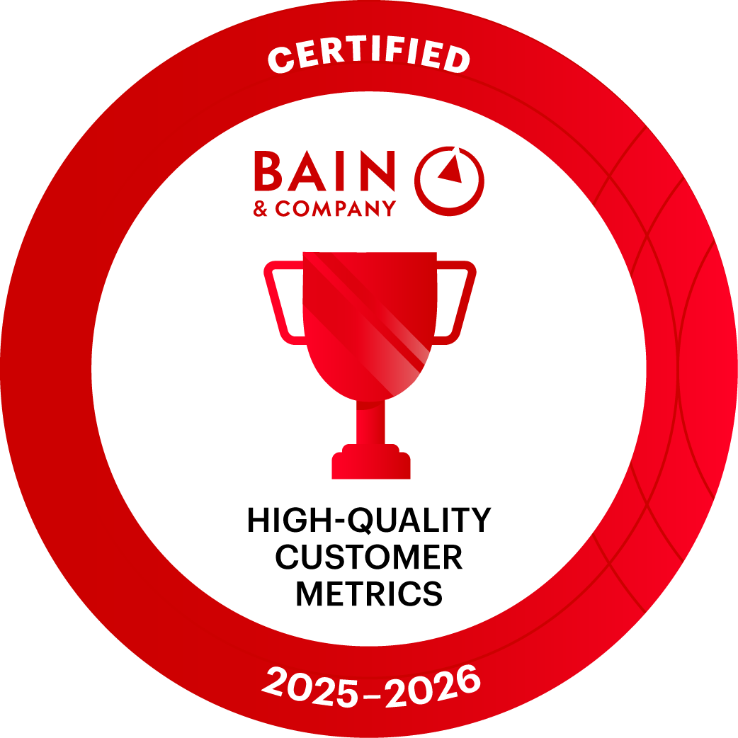 CERTIFIED
BAIN
& COMPANY
HIGH-QUALITY
CUSTOMER
METRICS
2025–2026